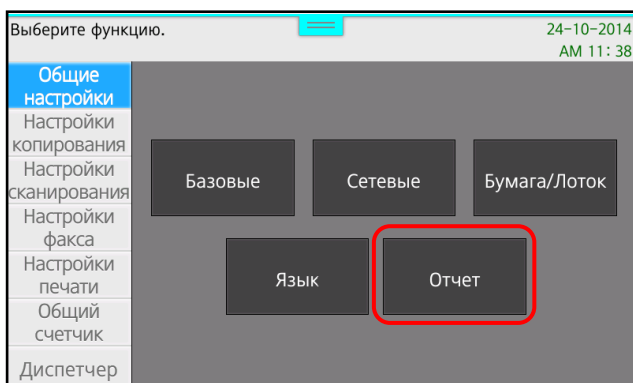 Выберите функцию.
24-10-2014
AM 11:38
Общие
настройки
Настройки
копирования
Настройки
сканирования
Настройки
факса
Настройки
печати
Общий
счетчик
Диспетчер
Базовые
Сетевые
Бумага/Лоток
Язык
Отчет